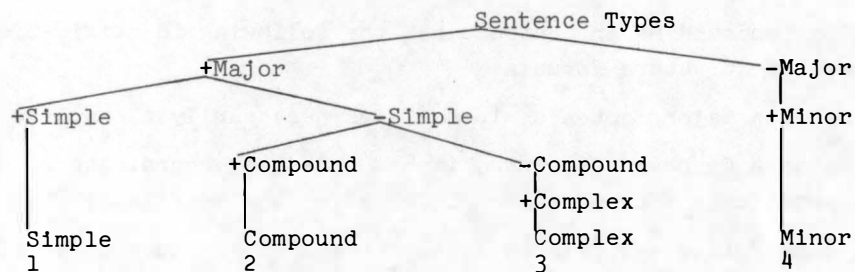 Sentence Types
+Major -Major
+Simple -Simple +Minor
+Compound -Compound
+Complex
Simple Compound Complex Minor
1 2 3 4